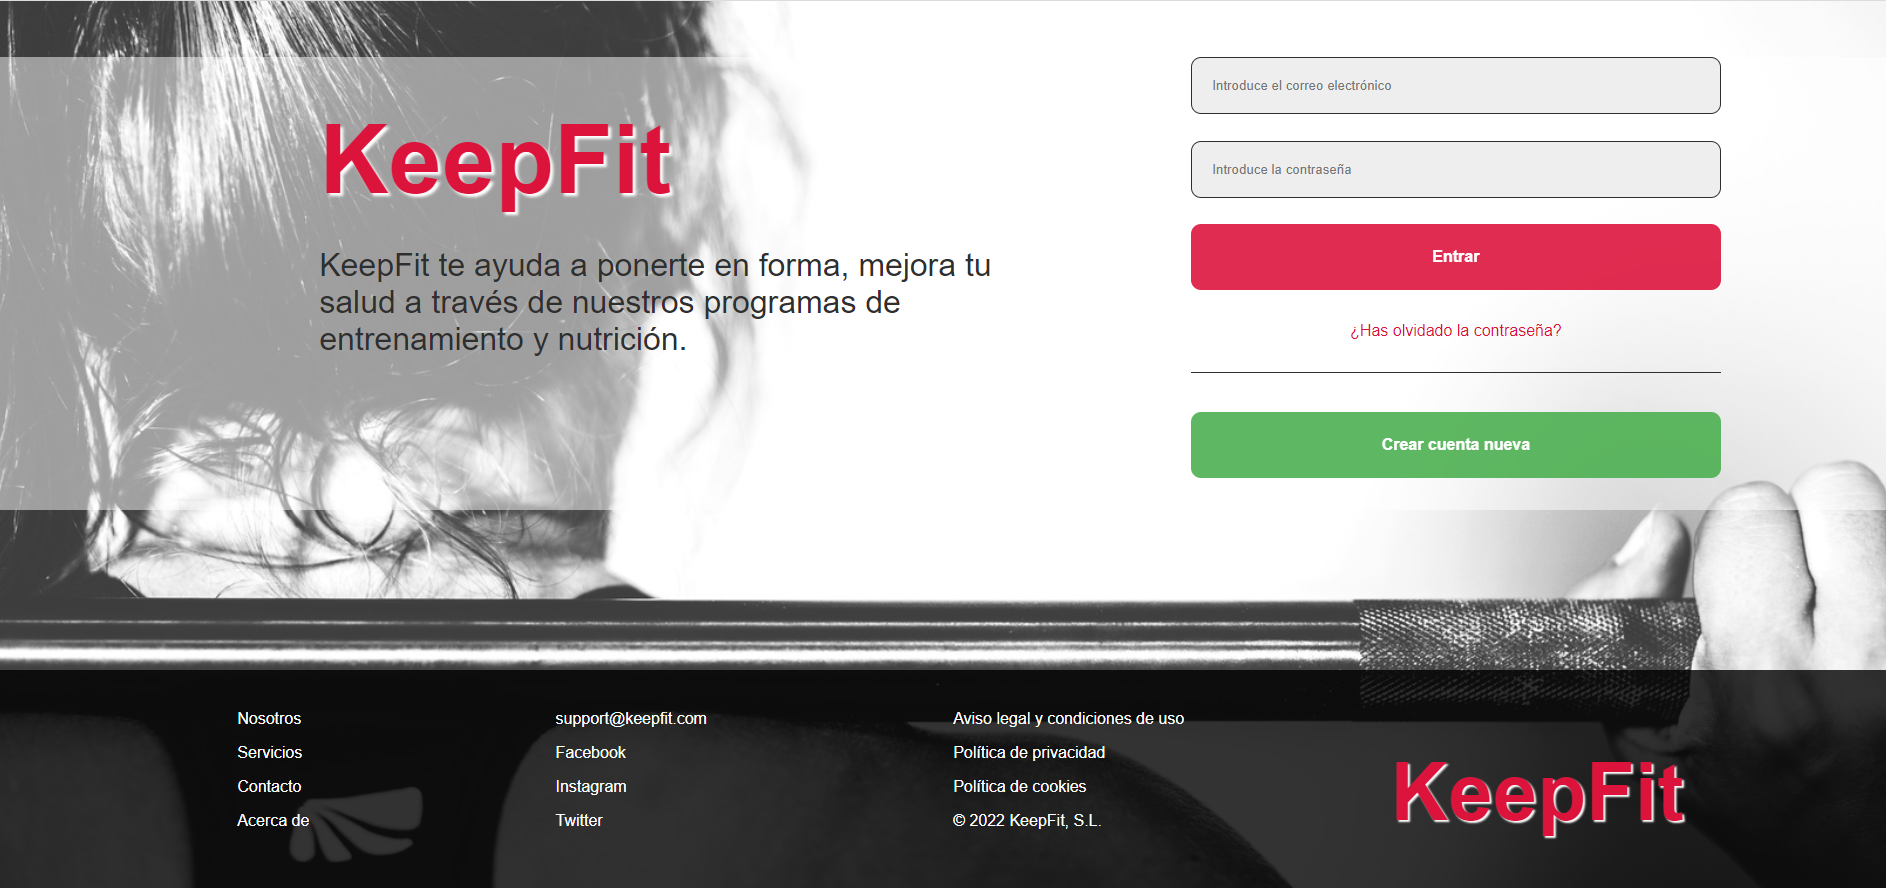 KeepFit
KeepFit te ayuda a ponerte en forma, mejora tu
salud a través de nuestros programas de
entrenamiento y nutrición.
Introduce el correo electrónico
Introduce la contraseña
Entrar
¿Has olvidado la contraseña?
Crear cuenta nueva
Nosotros
Servicios
Contacto
Acerca de
support@keepfit.com
Facebook
Instagram
Twitter
Aviso legal y condiciones de uso
Política de privacidad
Política de cookies
© 2022 KeepFit, S.L.
KeepFit